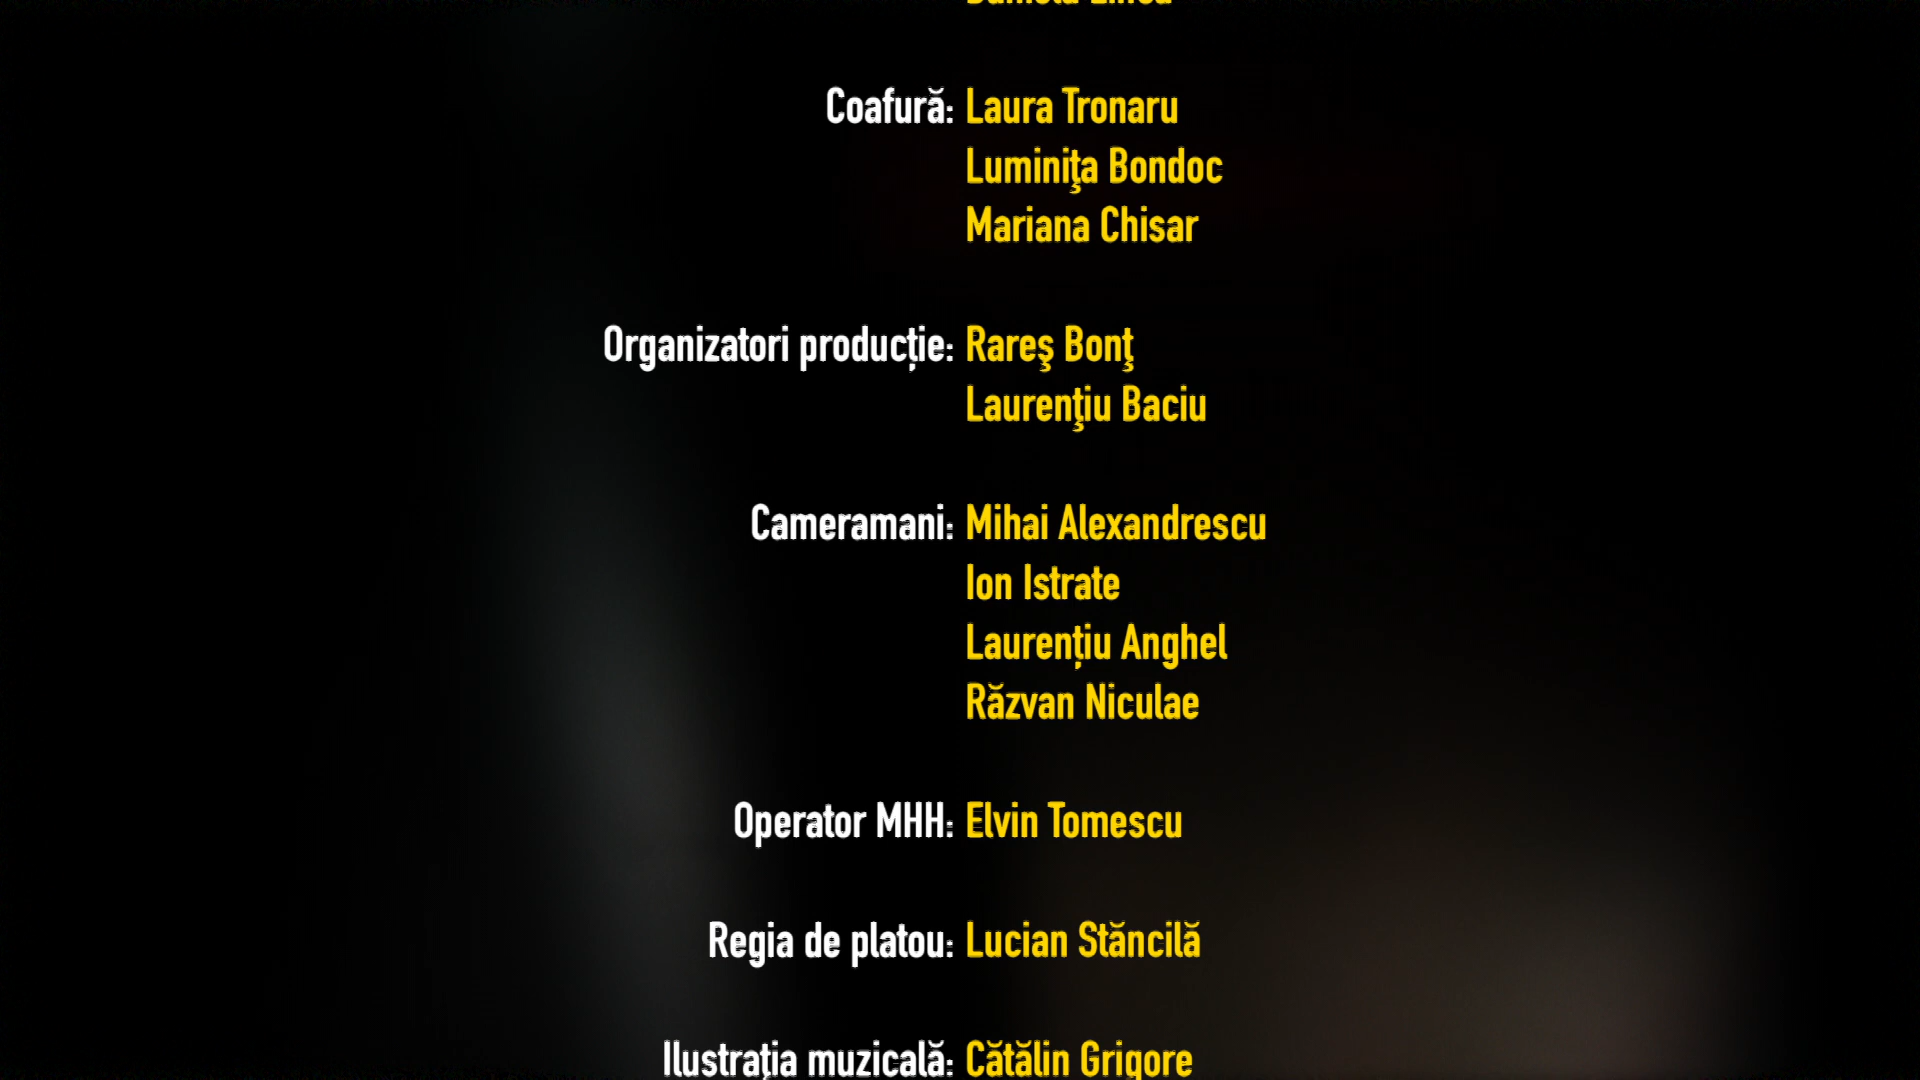 Coafură: Laura Tronaru
Luminiţa Bondoc
Mariana Chisar
Organizatori producție: Rareş Bonţ
Laurenţiu Baciu
Cameramani: Mihai Alexandrescu
Ion Istrate
Laurențiu Anghel
Răzvan Niculae
Operator MHH: Elvin Tomescu
Regia de platou: Lucian Stăncilă
Ilustrația muzicală: Cătălin Grigore